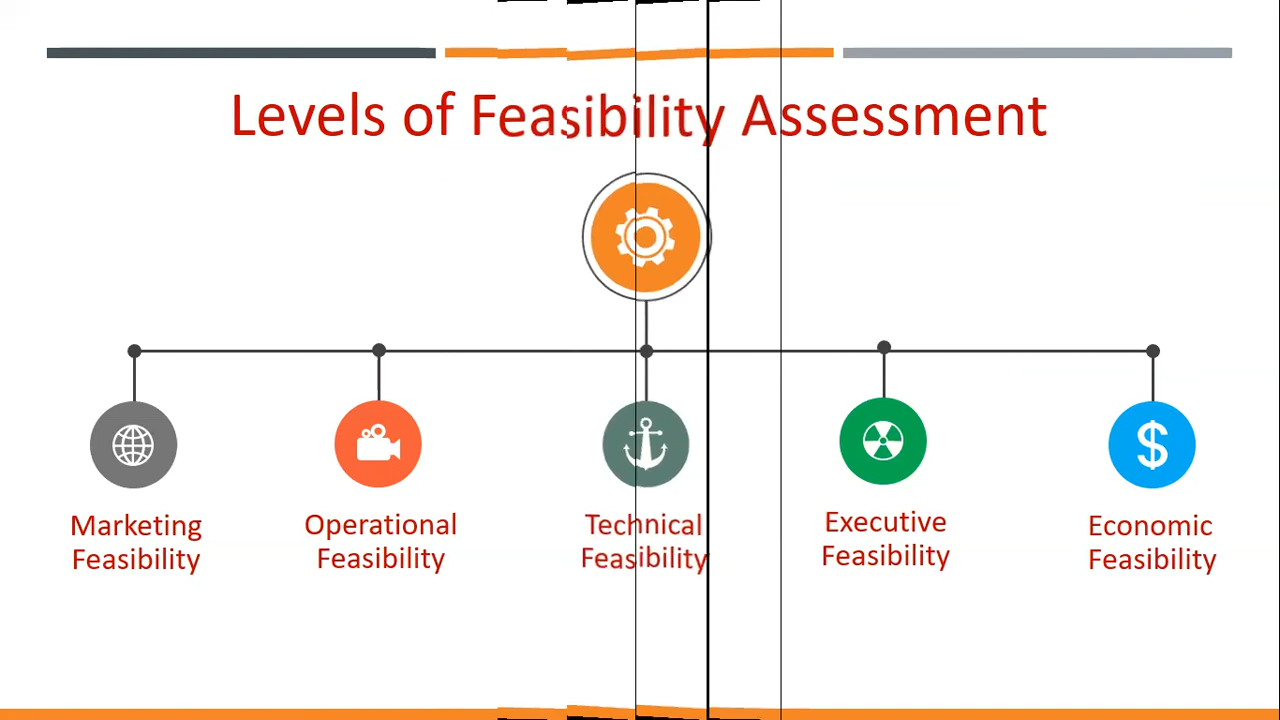 Levels of Feasibility Assessment
Marketing
Feasibility
Operational
Feasibility
Technical
Feasibility
Executive
Feasibility
Economic
Feasibility